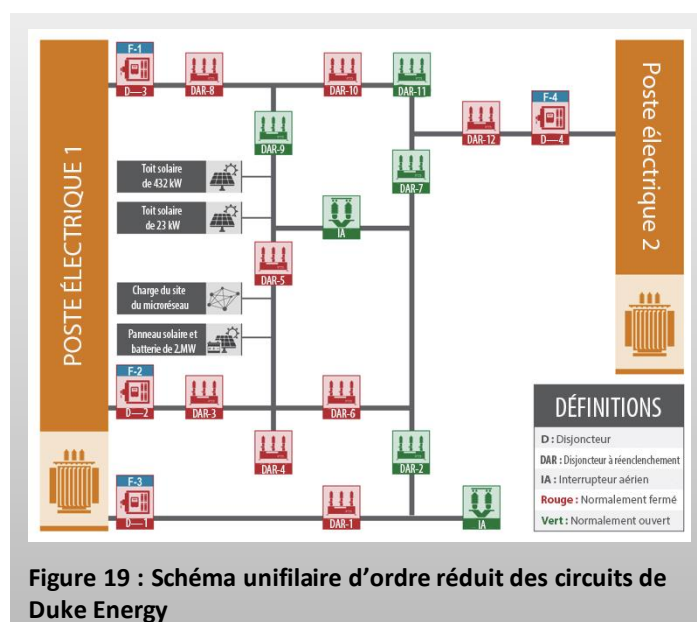 POSTE ÉLECTRIQUE 1
F-1
D—3
DAR-8
DAR-10
DAR-11
DAR-9
DAR-12
F-4
D—4
Poste électrique 2
Toit solaire
de 432 kW
DAR-7
Toit solaire
de 23 kW
IA
DAR-5
Charge du site
du microréseau
Panneau solaire et
batterie de 2.MW
F-2
D—2
DAR-3
DAR-6
DAR-4
DAR-2
F-3
D—1
DAR-1
IA
DÉFINITIONS
D : Disjoncteur
DAR : Disjoncteur à réenclenchement
IA : Interrupteur aérien
Rouge : Normalement fermé
Vert : Normalement ouvert
Figure 19 : Schéma unifilaire d’ordre réduit des circuits de
Duke Energy